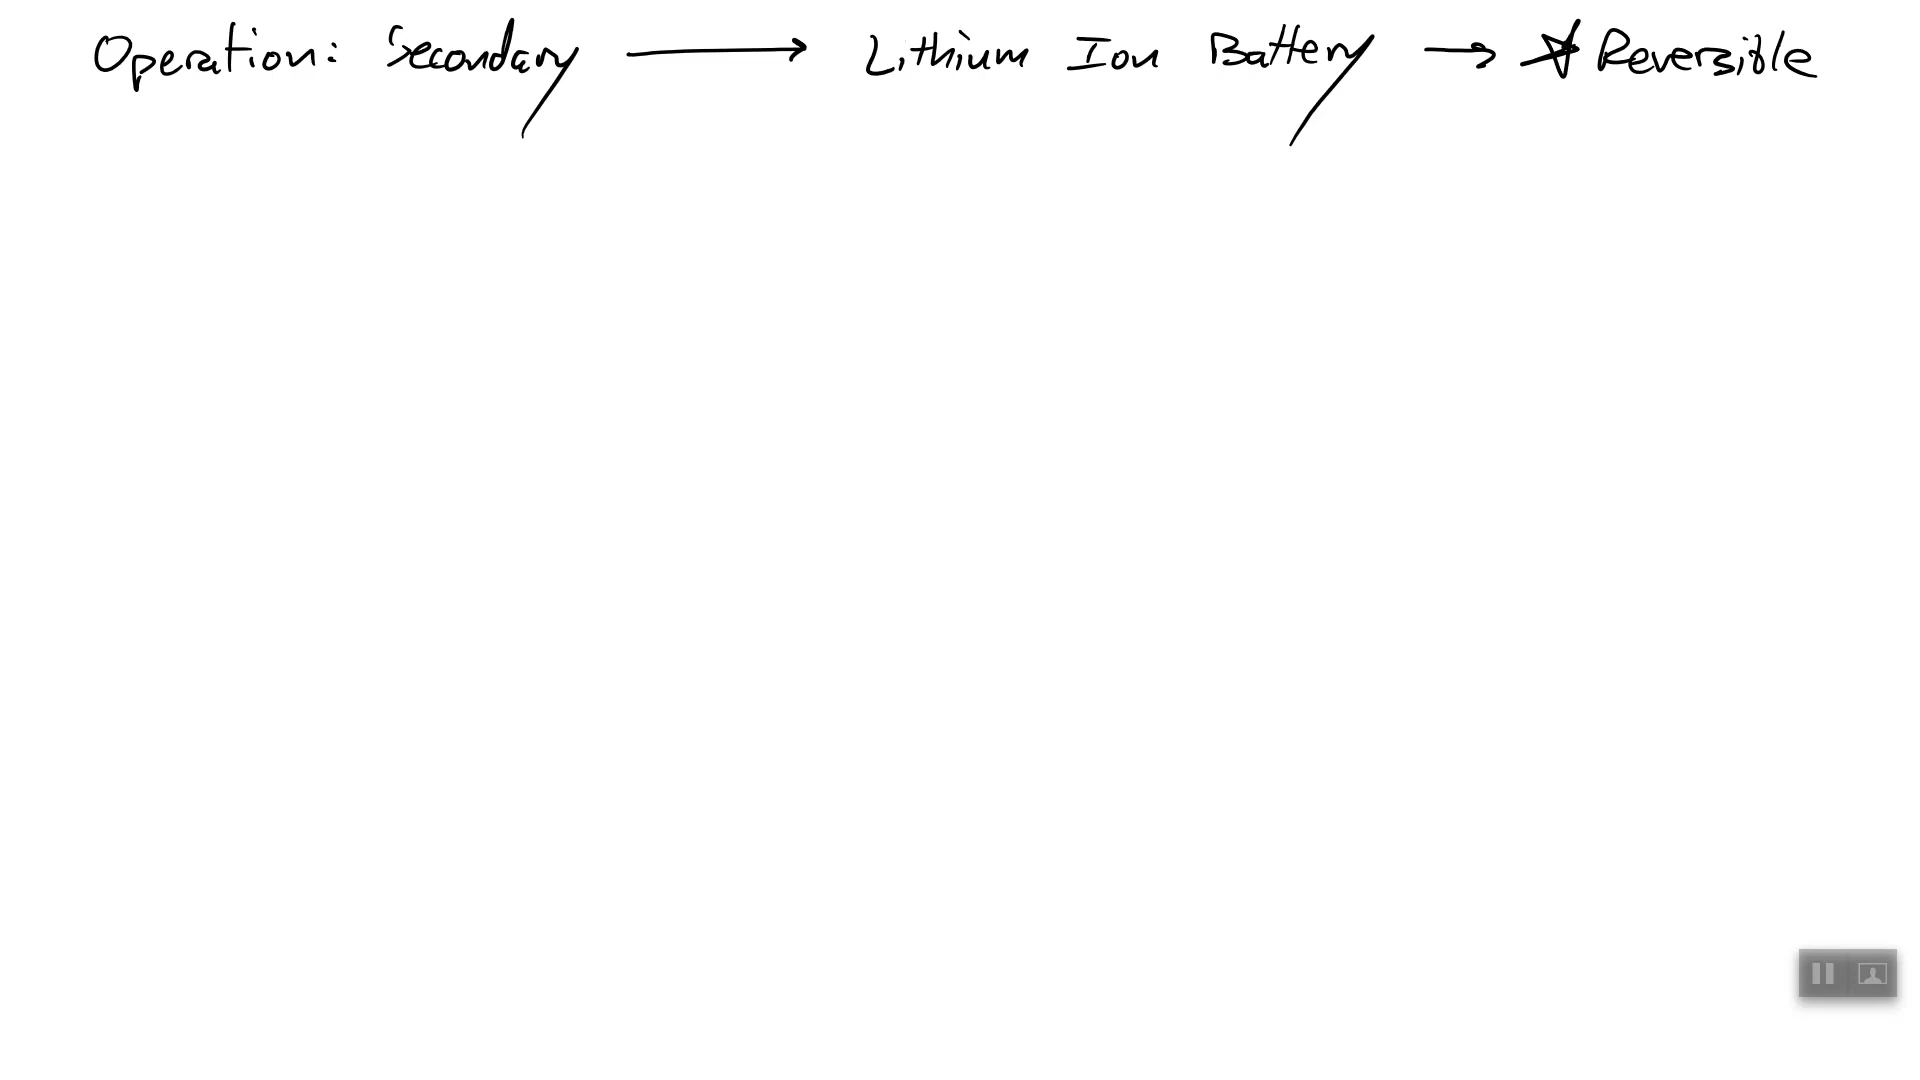 Operation: Secondary → Lithium Ion Battery → ☆ Reversible